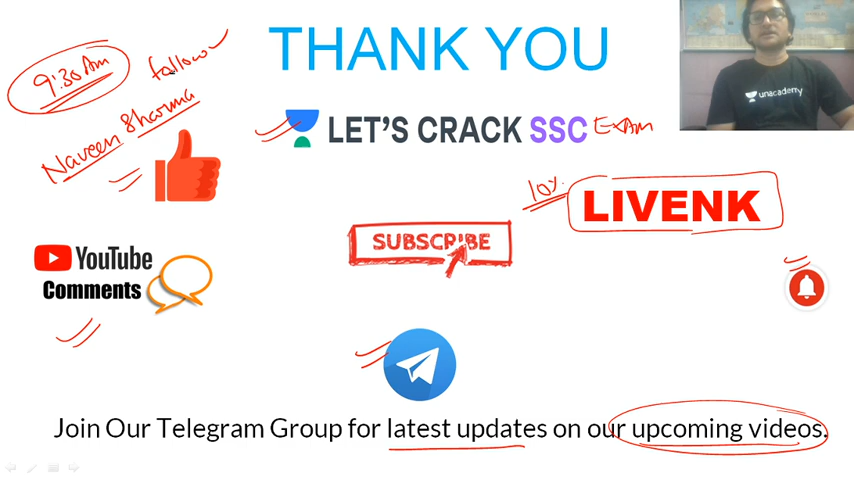 THANK YOU
9:30 Am
follow
Naveen Sharma
unacademy
LET'S CRACK SSC Exam
10%
LIVENK
SUBSCRIBE
YouTube
Comments
Join Our Telegram Group for latest updates on our upcoming videos.